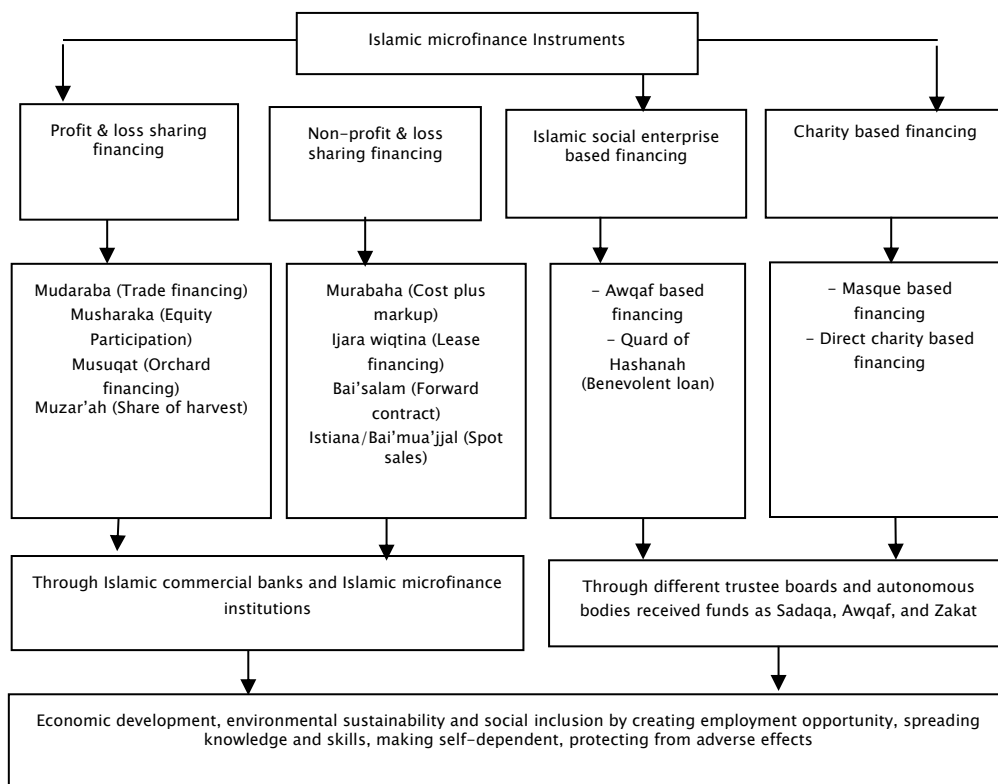 Islamic microfinance Instruments
Profit & loss sharing
financing
Non-profit & loss
sharing financing
Islamic social enterprise
based financing
Charity based financing
Mudaraba (Trade financing)
Musharaka (Equity
Participation)
Musuqat (Orchard
financing)
Muzar'ah (Share of harvest)
Murabaha (Cost plus
markup)
Ijara wiqtina (Lease
financing)
Bai'salam (Forward
contract)
Istiana/Bai'mua'jjal (Spot
sales)
– Awqaf based
financing
– Quard of
Hashanah
(Benevolent loan)
– Masque based
financing
– Direct charity based
financing
Through Islamic commercial banks and Islamic microfinance
institutions
Through different trustee boards and autonomous
bodies received funds as Sadaqa, Awqaf, and Zakat
Economic development, environmental sustainability and social inclusion by creating employment opportunity, spreading
knowledge and skills, making self-dependent, protecting from adverse effects